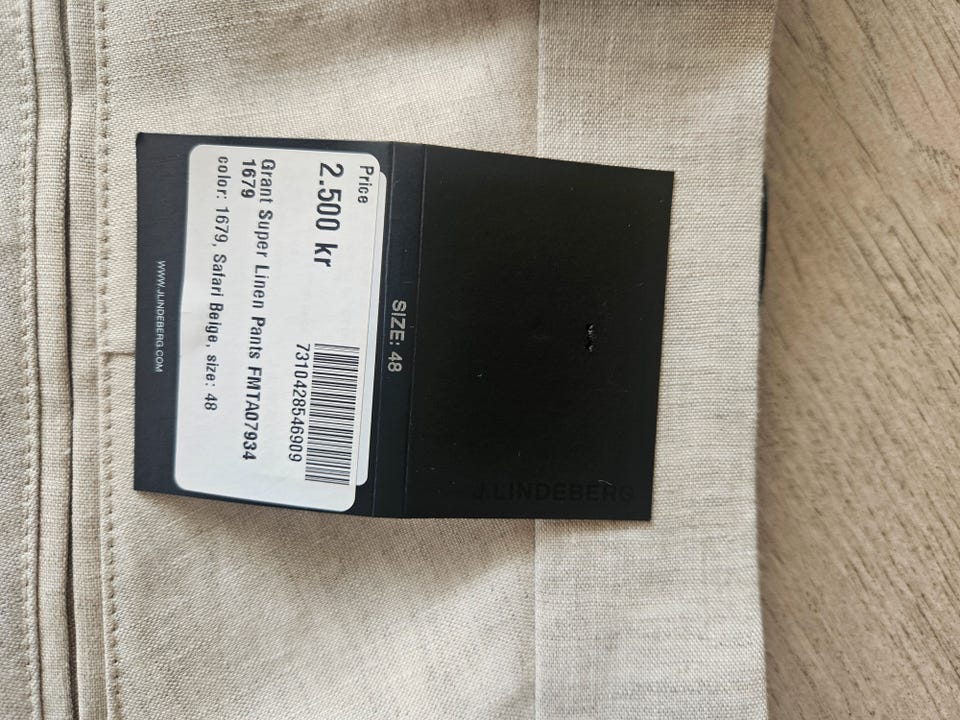 J.LINDEBERG
SIZE: 48
Price
2.500 kr
7310428546909
Grant Super Linen Pants FMTA07934
1679
color: 1679, Safari Beige, size: 48
WWW.JLINDEBERG.COM